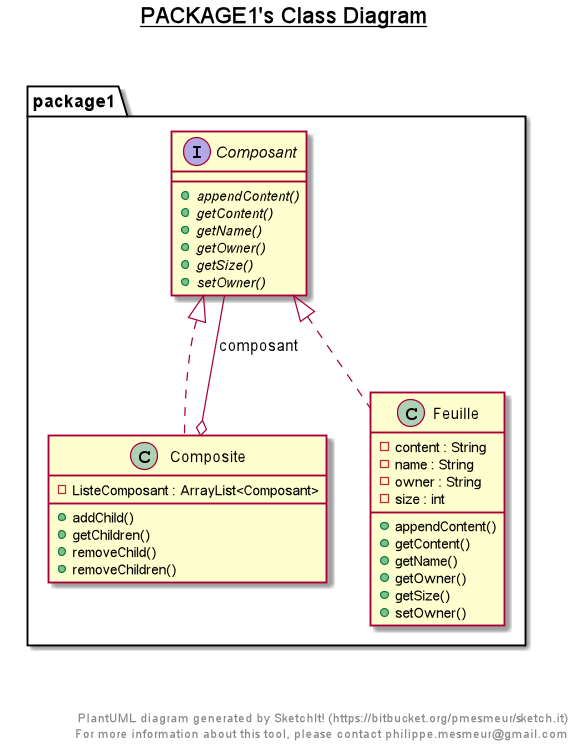 PACKAGE1's Class Diagram
package1
I Composant
appendContent()
getContent()
getName()
getOwner()
getSize()
setOwner()
composant
C Composite
ListeComposant : ArrayList<Composant>
addChild()
getChildren()
removeChild()
removeChildren()
C Feuille
content : String
name : String
owner : String
size : int
appendContent()
getContent()
getName()
getOwner()
getSize()
setOwner()
PlantUML diagram generated by SketchIt! (https://bitbucket.org/pmesmeur/sketch.it)
For more information about this tool, please contact philippe.mesmeur@gmail.com